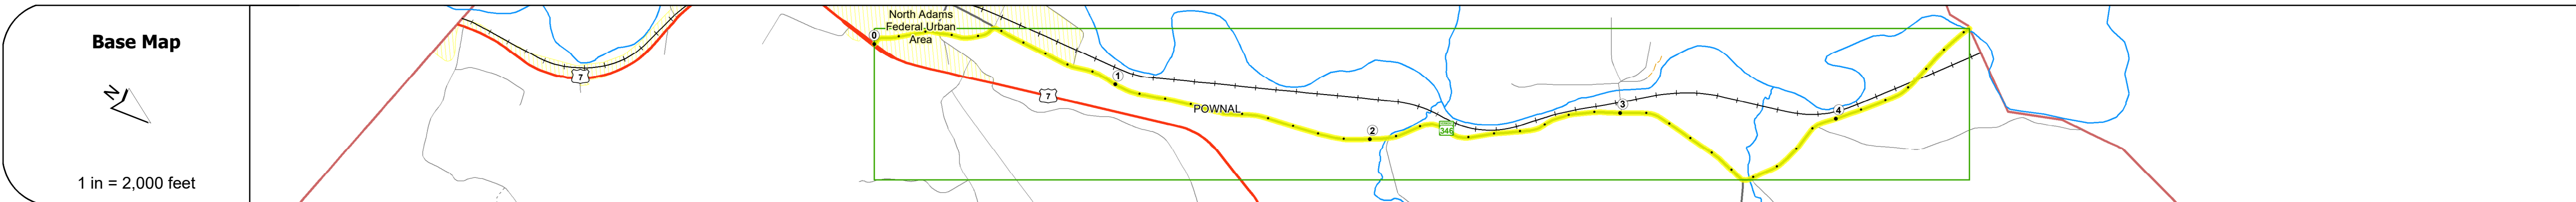 Base Map
N
1 in = 2,000 feet
7
North Adams
Federal Urban
Area
0
1
7
POWNAL
2
346
3
4